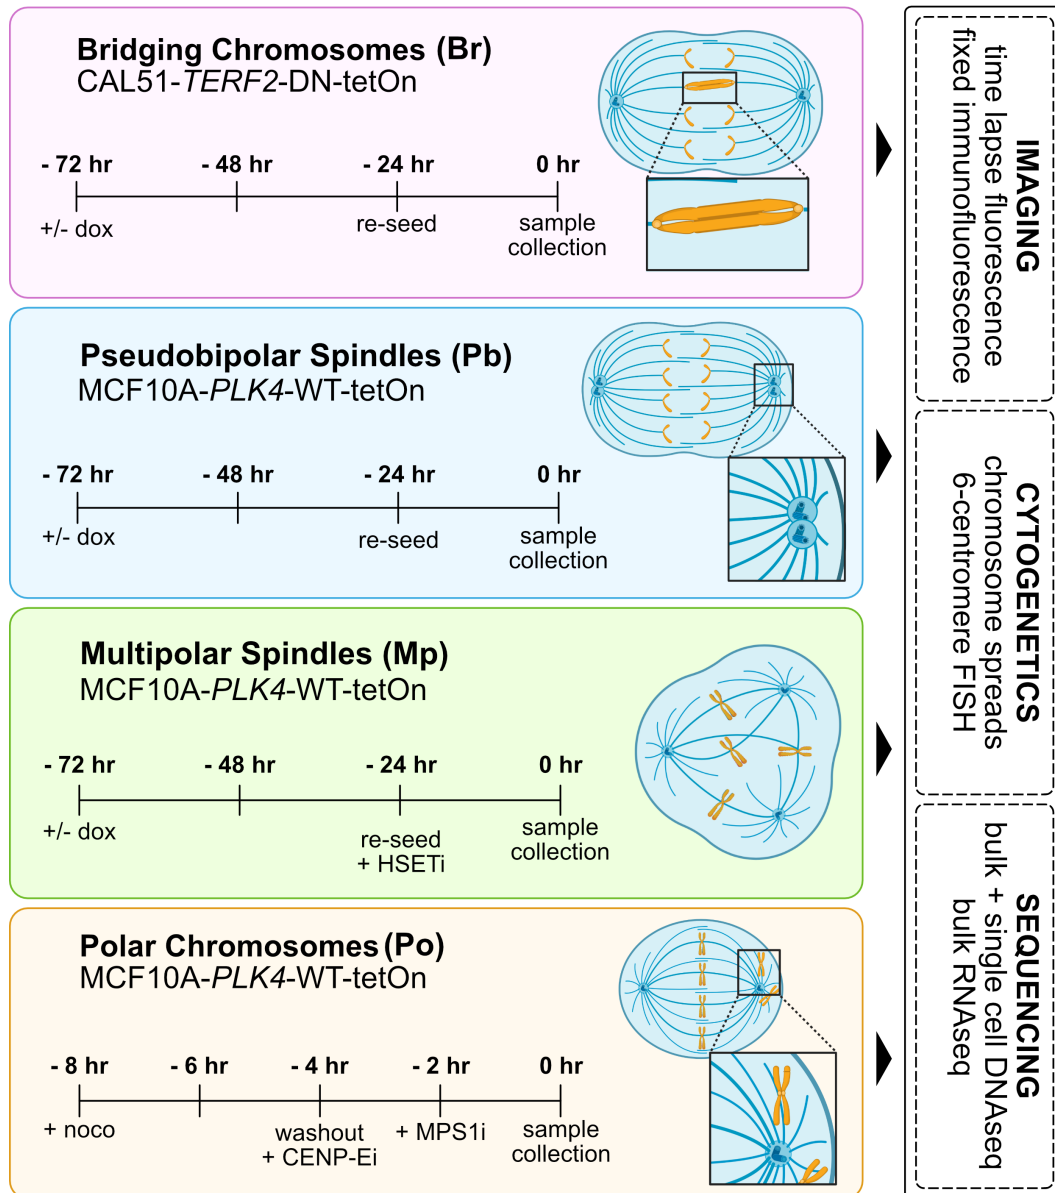 Bridging Chromosomes (Br)
CAL51-TERF2-DN-tetOn
- 72 hr - 48 hr - 24 hr 0 hr
+/- dox re-seed sample
collection
Pseudobipolar Spindles (Pb)
MCF10A-PLK4-WT-tetOn
- 72 hr - 48 hr - 24 hr 0 hr
+/- dox re-seed sample
collection
Multipolar Spindles (Mp)
MCF10A-PLK4-WT-tetOn
- 72 hr - 48 hr - 24 hr 0 hr
+/- dox re-seed sample
+ HSETi collection
Polar Chromosomes (Po)
MCF10A-PLK4-WT-tetOn
- 8 hr - 6 hr - 4 hr - 2 hr 0 hr
+ noco washout + MPS1i sample
+ CENP-Ei collection
IMAGING
time lapse fluorescence
fixed immunofluorescence
CYTOGENETICS
chromosome spreads
6-centromere FISH
SEQUENCING
bulk + single cell DNAseq
bulk RNAseq